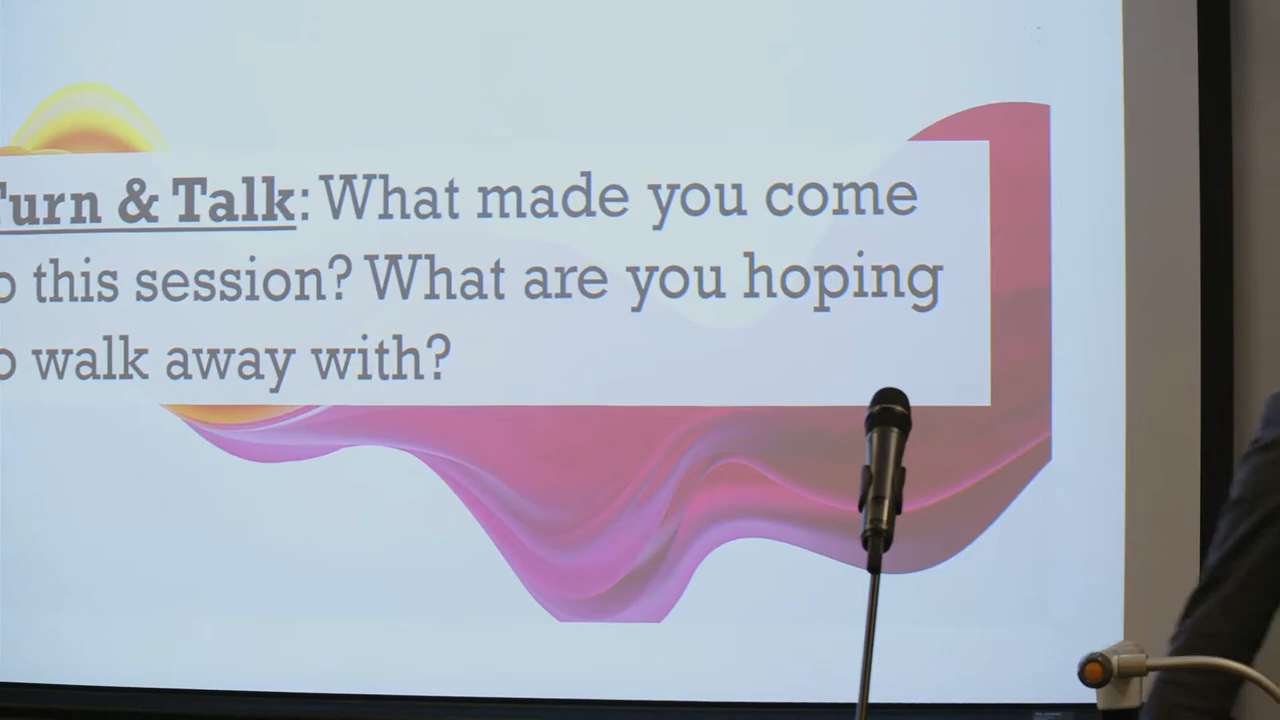 Turn & Talk: What made you come
o this session? What are you hoping
o walk away with?